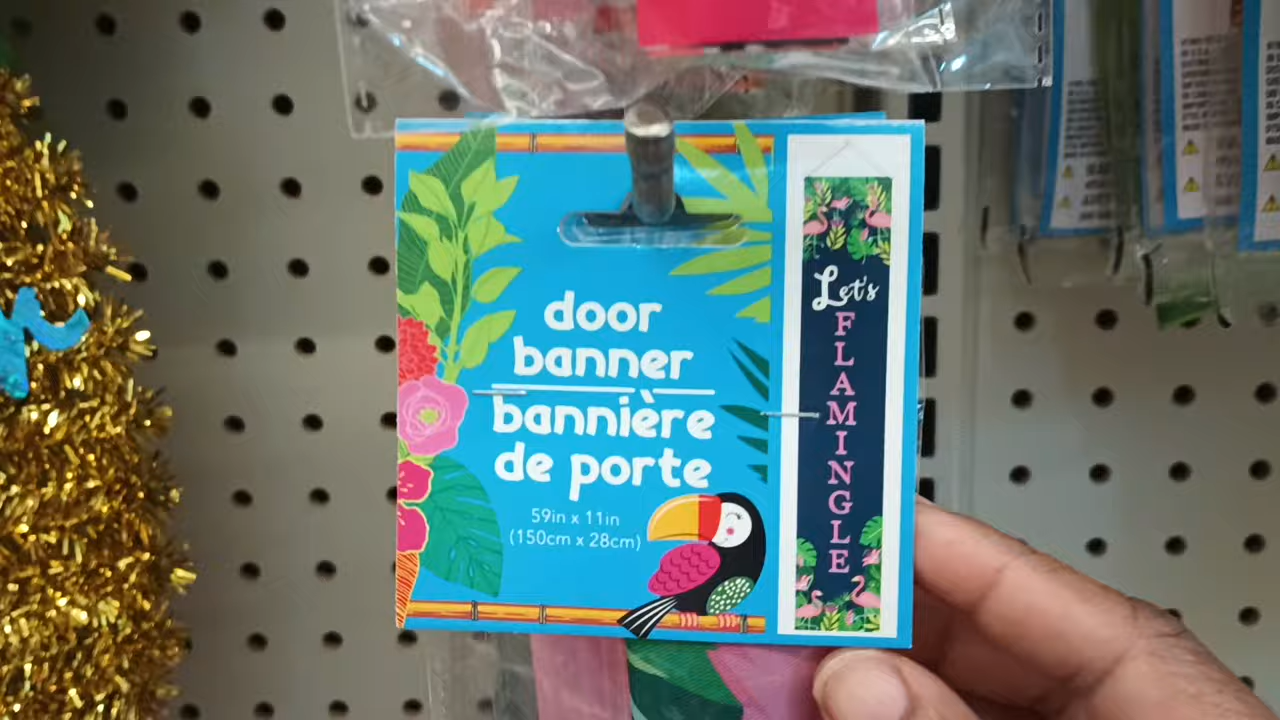 door
banner
bannière
de porte
59in x 11in
(150cm x 28cm)
Let's
FLAMINGLE